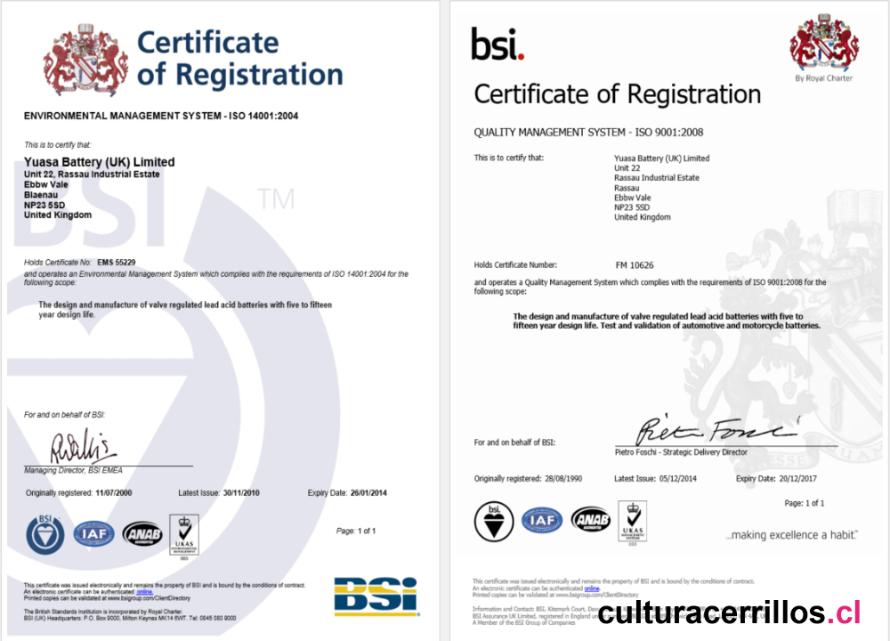 Certificate
of Registration
ENVIRONMENTAL MANAGEMENT SYSTEM - ISO 14001:2004
This is to certify that:
Yuasa Battery (UK) Limited
Unit 22, Rassau Industrial Estate
Ebbw Vale
Blaenau
NP23 5SD
United Kingdom
BSI
TM
Holds Certificate No: EMS 55229
and operates an Environmental Management System which complies with the requirements of ISO 14001:2004 for the
following scope:
The design and manufacture of valve regulated lead acid batteries with five to fifteen
year design life.
For and on behalf of BSI:
Managing Director, BSI EMEA
Originally registered: 11/07/2000 Latest Issue: 30/11/2010 Expiry Date: 26/01/2014
BSI
IAF
ANAB
UKAS
ENVIRONMENTAL
MANAGEMENT
Page: 1 of 1
This certificate was issued electronically and remains the property of BSI and is bound by the conditions of contract.
An electronic certificate can be authenticated online.
Printed copies can be validated at www.bsigroup.com/ClientDirectory
The British Standards Institution is incorporated by Royal Charter.
BSI (UK) Headquarters: P.O. Box 9000, Milton Keynes MK14 6WT. Tel: 0845 080 9000
BSi
bsi.
By Royal Charter
Certificate of Registration
QUALITY MANAGEMENT SYSTEM - ISO 9001:2008
This is to certify that:
Yuasa Battery (UK) Limited
Unit 22
Rassau Industrial Estate
Rassau
Ebbw Vale
NP23 5SD
United Kingdom
Holds Certificate Number: FM 10626
and operates a Quality Management System which complies with the requirements of ISO 9001:2008 for the
following scope:
The design and manufacture of valve regulated lead acid batteries with five to
fifteen year design life. Test and validation of automotive and motorcycle batteries.
For and on behalf of BSI:
Pietro Foschi - Strategic Delivery Director
Originally registered: 28/08/1990 Latest Issue: 05/12/2014 Expiry Date: 20/12/2017
Page: 1 of 1
bsi.
IAF
ANAB
UKAS
MANAGEMENT
SYSTEMS
...making excellence a habit.™
This certificate was issued electronically and remains the property of BSI and is bound by the conditions of contract.
An electronic certificate can be authenticated online.
Printed copies can be validated at www.bsigroup.com/ClientDirectory
Information and Contact: BSI, Kitemark Court,
BSI Assurance UK Limited, registered in England
A Member of the BSI Group of Companies.
culturacerrillos.cl